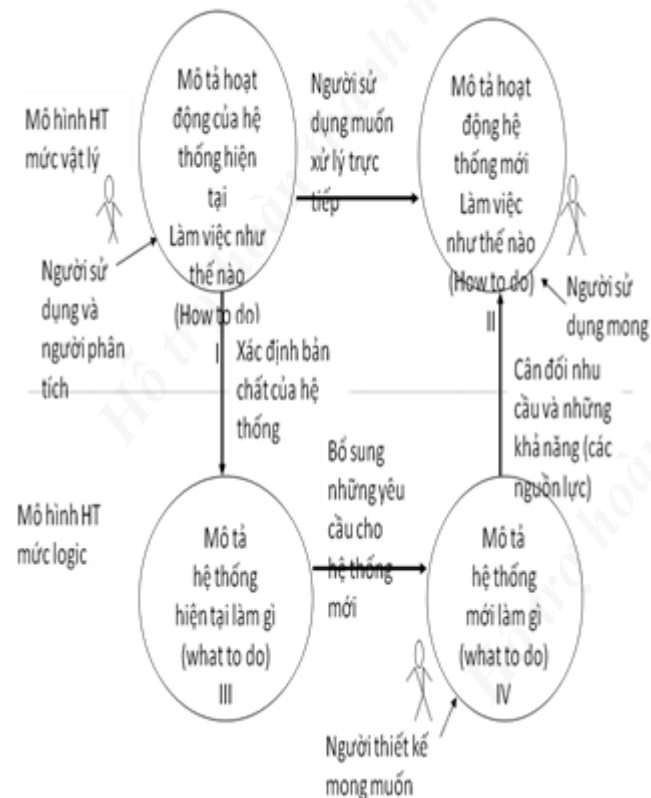 Mô hình HT
mức vật lý
Mô tả hoạt
động của hệ
thống hiện
tại
Làm việc như
thế nào
(How to do)
I
Người sử
dụng muốn
xử lý trực
tiếp
Mô tả hoạt
động hệ
thống mới
Làm việc
như thế nào
(How to do)
II
Người sử
dụng và
người phân
tích
Người sử
dụng mong
Xác định bản
chất của hệ
thống
Cân đối nhu
cầu và những
khả năng (các
nguồn lực)
Mô hình HT
mức logic
Mô tả
hệ thống
hiện tại làm gì
(what to do)
III
Bổ sung
những yêu
cầu cho
hệ thống
mới
Mô tả
hệ thống
mới làm gì
(what to do)
IV
Người thiết kế
mong muốn